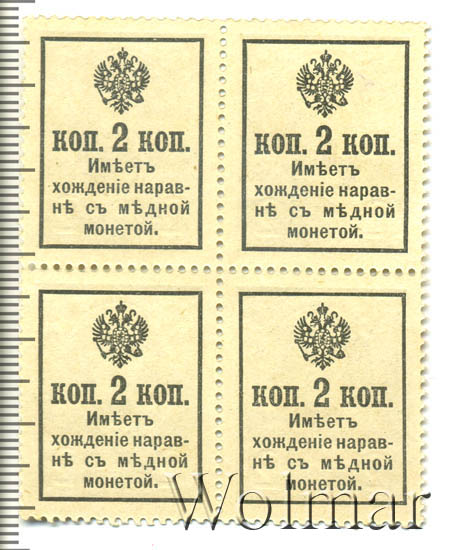 коп. 2 коп.
Имѣетъ
хожденіе нарав-
нѣ съ мѣдной
монетой.
коп. 2 коп.
Имѣетъ
хожденіе нарав-
нѣ съ мѣдной
монетой.
коп. 2 коп.
Имѣетъ
хожденіе нарав-
нѣ съ мѣдной
монетой.
коп. 2 коп.
Имѣетъ
хожденіе нарав-
нѣ съ мѣдной
монетой.
Wolmar